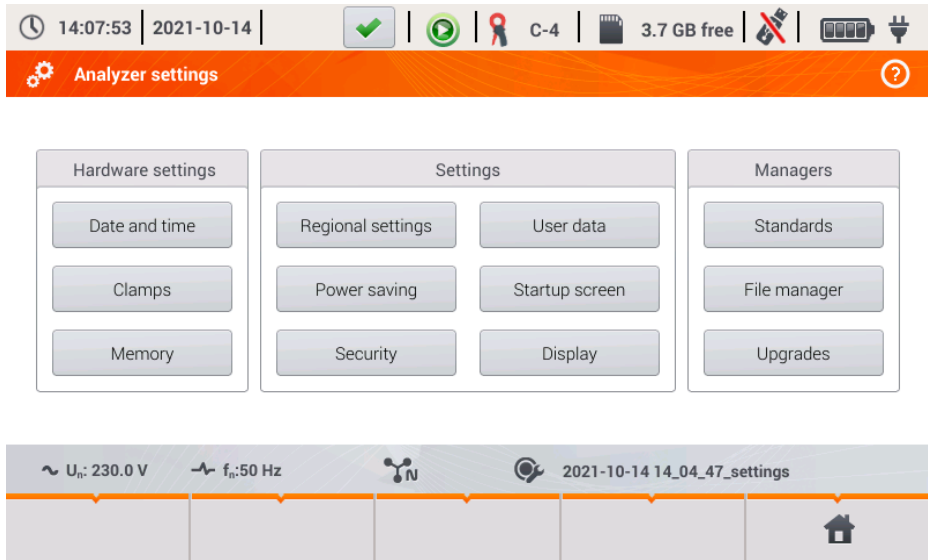 14:07:53 2021-10-14 C-4 3.7 GB free
Analyzer settings ?
Hardware settings Settings Managers
Date and time Regional settings User data Standards
Clamps Power saving Startup screen File manager
Memory Security Display Upgrades
Un: 230.0 V fn:50 Hz N 2021-10-14 14_04_47_settings